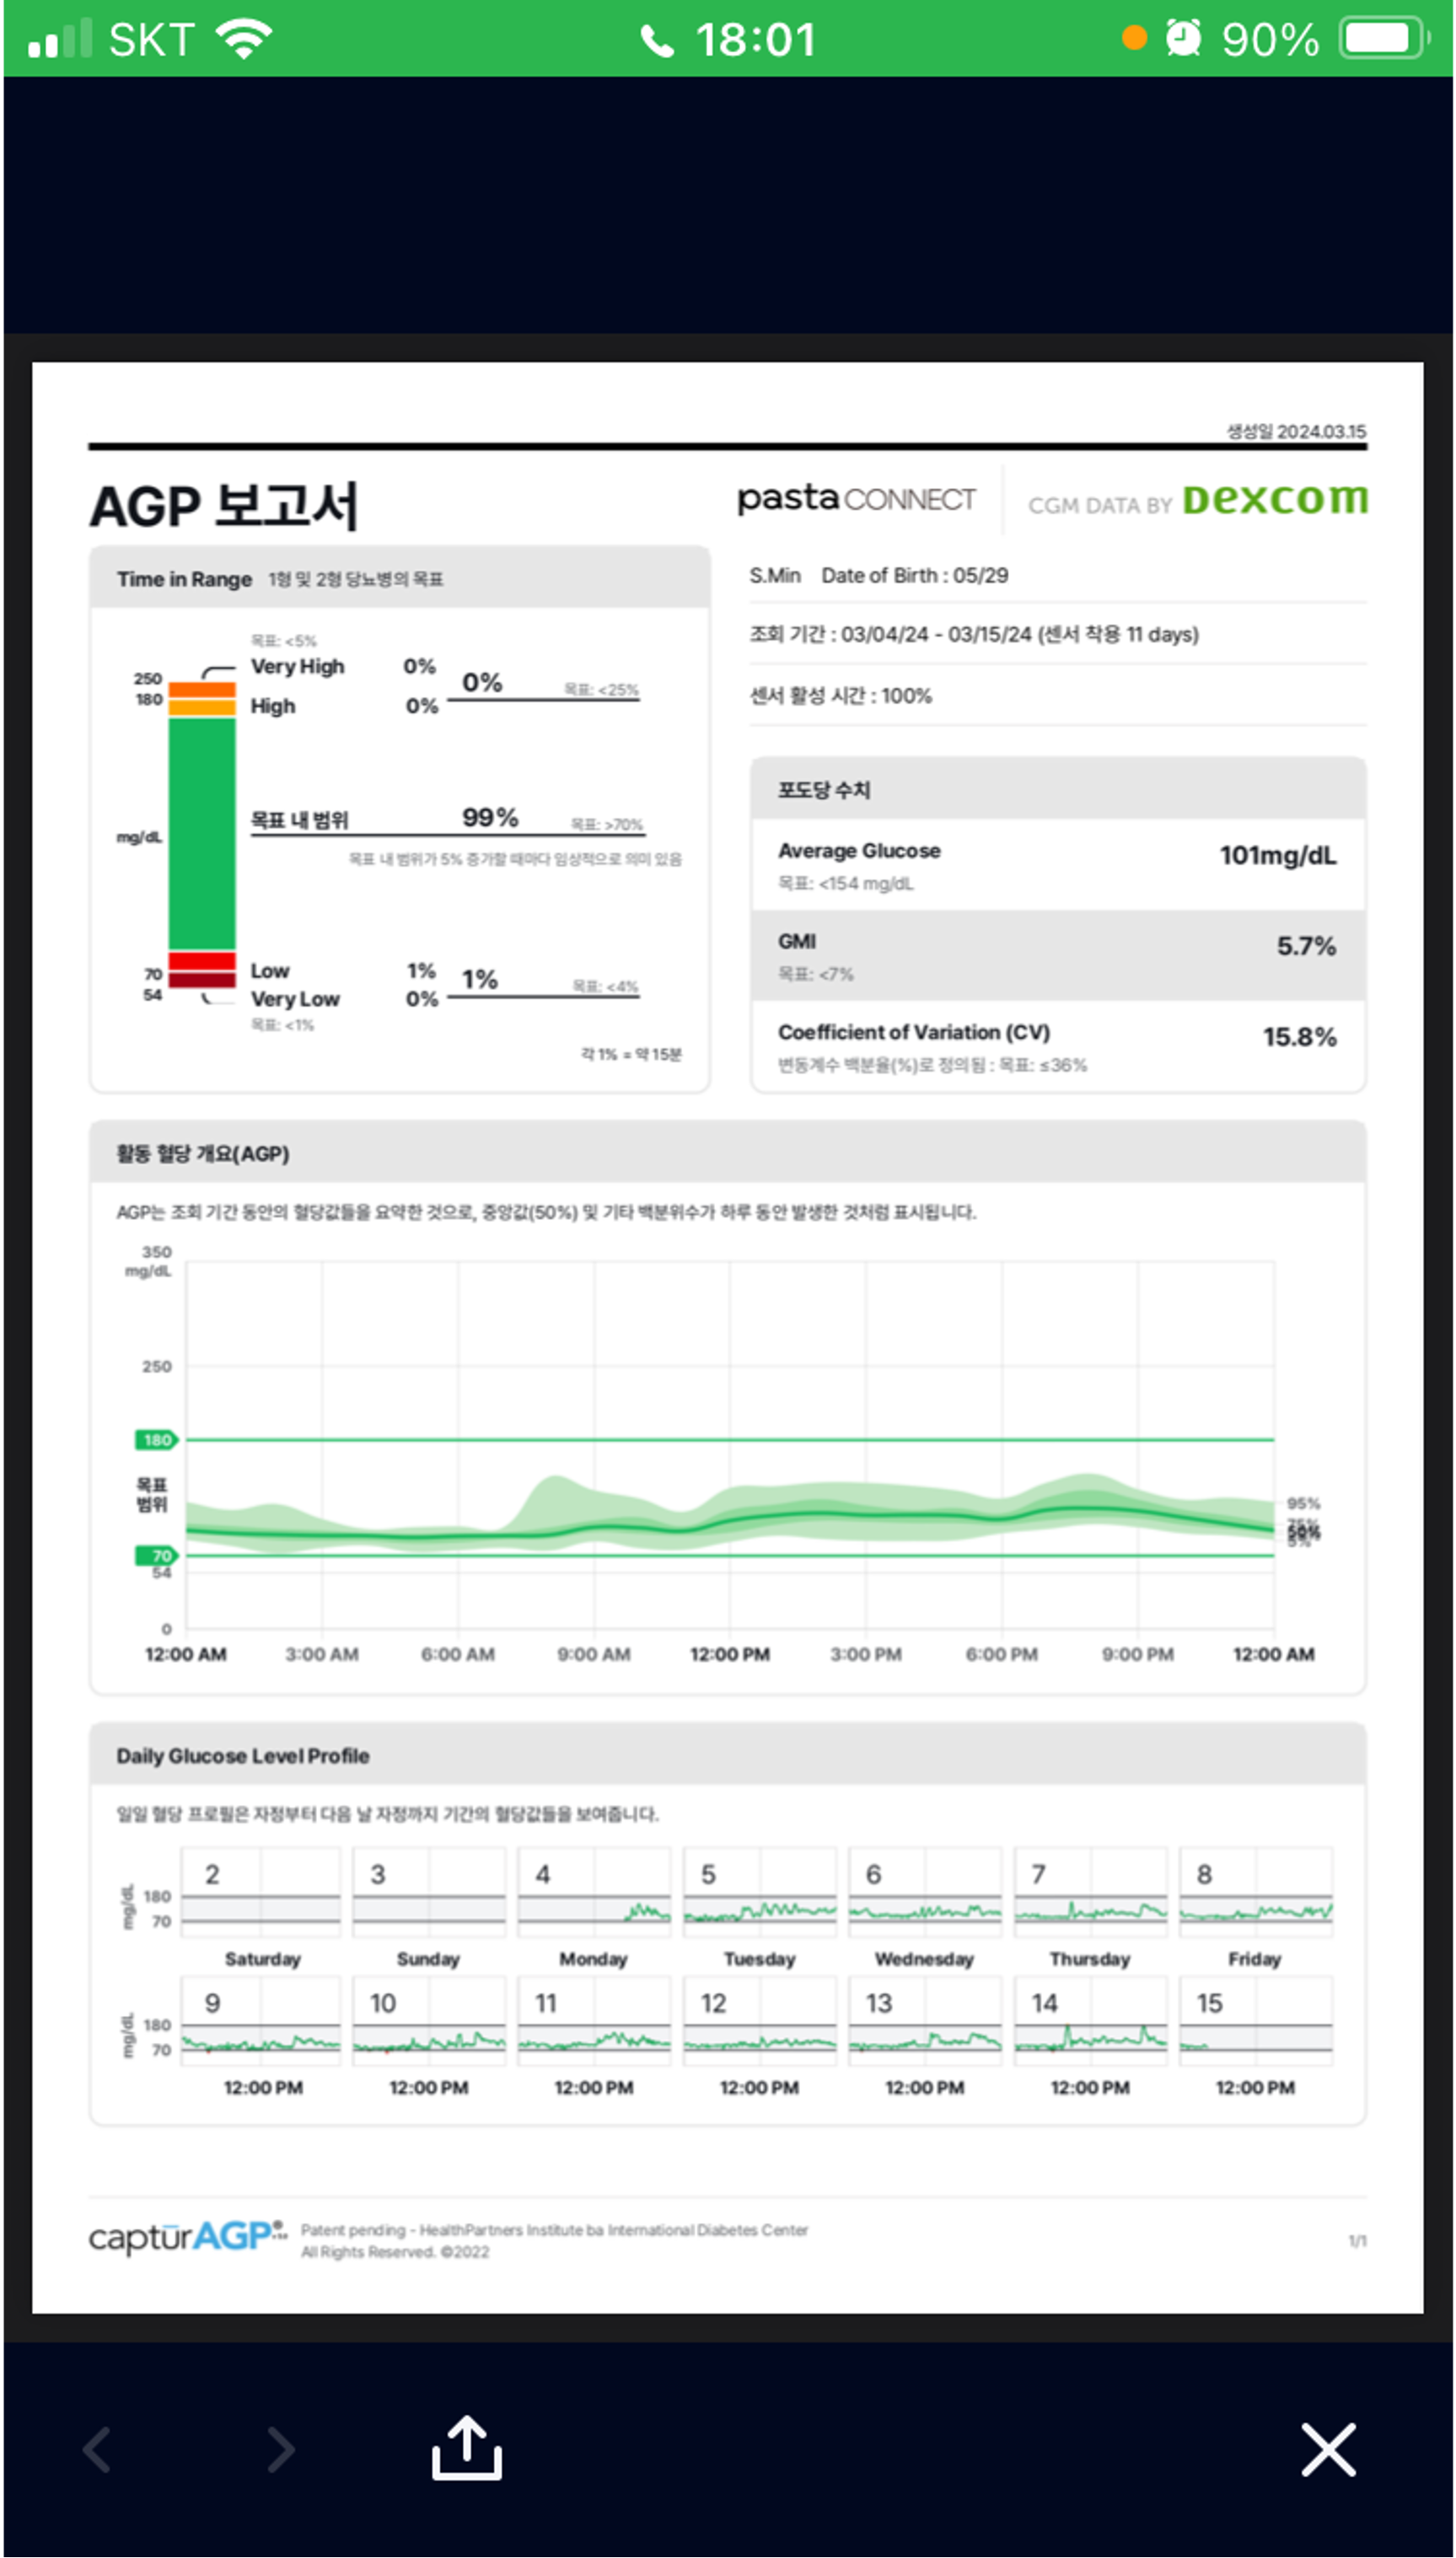 SKT 18:01 90%
생성일 2024.03.15
AGP 보고서
pasta CONNECT CGM DATA BY Dexcom
Time in Range 1형 및 2형 당뇨병의 목표
목표: <5%
250 Very High 0%
0% 목표: <25%
180 High 0%
목표 내 범위 99% 목표: >70%
mg/dL
목표 내 범위가 5% 증가할 때마다 임상적으로 의미 있음
70 Low 1%
1% 목표: <4%
54 Very Low 0%
목표: <1%
각 1% = 약 15분
S.Min Date of Birth : 05/29
조회 기간 : 03/04/24 - 03/15/24 (센서 착용 11 days)
센서 활성 시간 : 100%
포도당 수치
Average Glucose 101mg/dL
목표: <154 mg/dL
GMI 5.7%
목표: <7%
Coefficient of Variation (CV) 15.8%
변동계수 백분율(%)로 정의됨 : 목표: ≤36%
활동 혈당 개요(AGP)
AGP는 조회 기간 동안의 혈당값들을 요약한 것으로, 중앙값(50%) 및 기타 백분위수가 하루 동안 발생한 것처럼 표시됩니다.
350
mg/dL
250
180
목표
범위
95%
75%
5%
70
54
0
12:00 AM 3:00 AM 6:00 AM 9:00 AM 12:00 PM 3:00 PM 6:00 PM 9:00 PM 12:00 AM
Daily Glucose Level Profile
일일 혈당 프로필은 자정부터 다음 날 자정까지 기간의 혈당값들을 보여줍니다.
2 3 4 5 6 7 8
mg/dL 180
70
Saturday Sunday Monday Tuesday Wednesday Thursday Friday
9 10 11 12 13 14 15
mg/dL 180
70
12:00 PM 12:00 PM 12:00 PM 12:00 PM 12:00 PM 12:00 PM 12:00 PM
captūrAGP® Patent pending - HealthPartners Institute ba International Diabetes Center
All Rights Reserved. ©2022
1/1